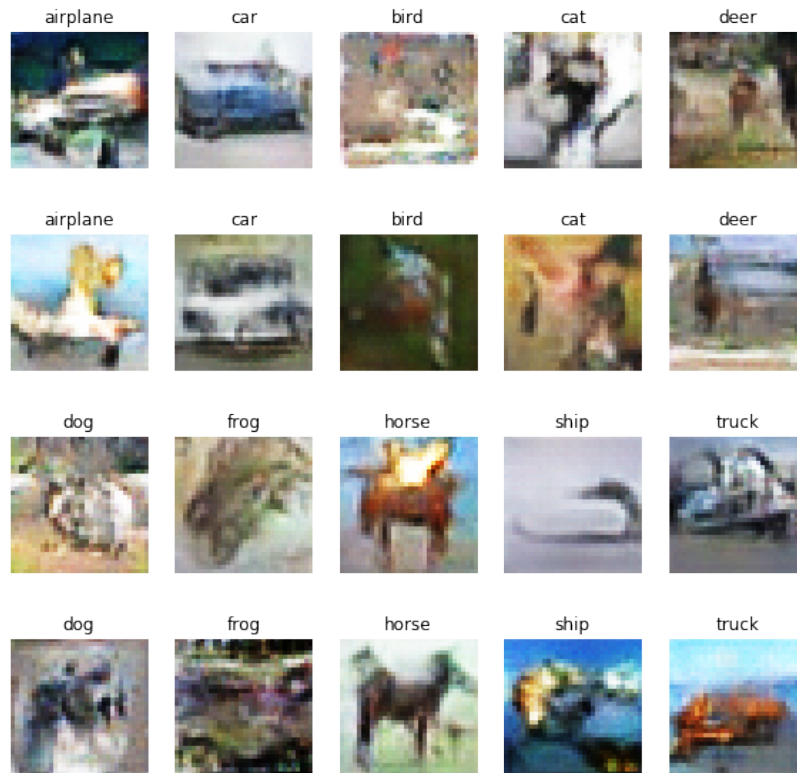 airplane car bird cat deer
airplane car bird cat deer
dog frog horse ship truck
dog frog horse ship truck